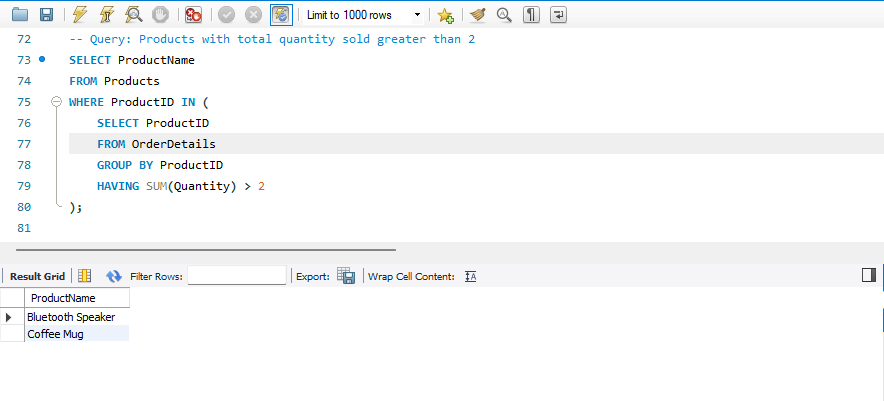 Limit to 1000 rows
72 -- Query: Products with total quantity sold greater than 2
73 SELECT ProductName
74 FROM Products
75 WHERE ProductID IN (
76 SELECT ProductID
77 FROM OrderDetails
78 GROUP BY ProductID
79 HAVING SUM(Quantity) > 2
80 );
81
Result Grid Filter Rows: Export: Wrap Cell Content:
ProductName
Bluetooth Speaker
Coffee Mug